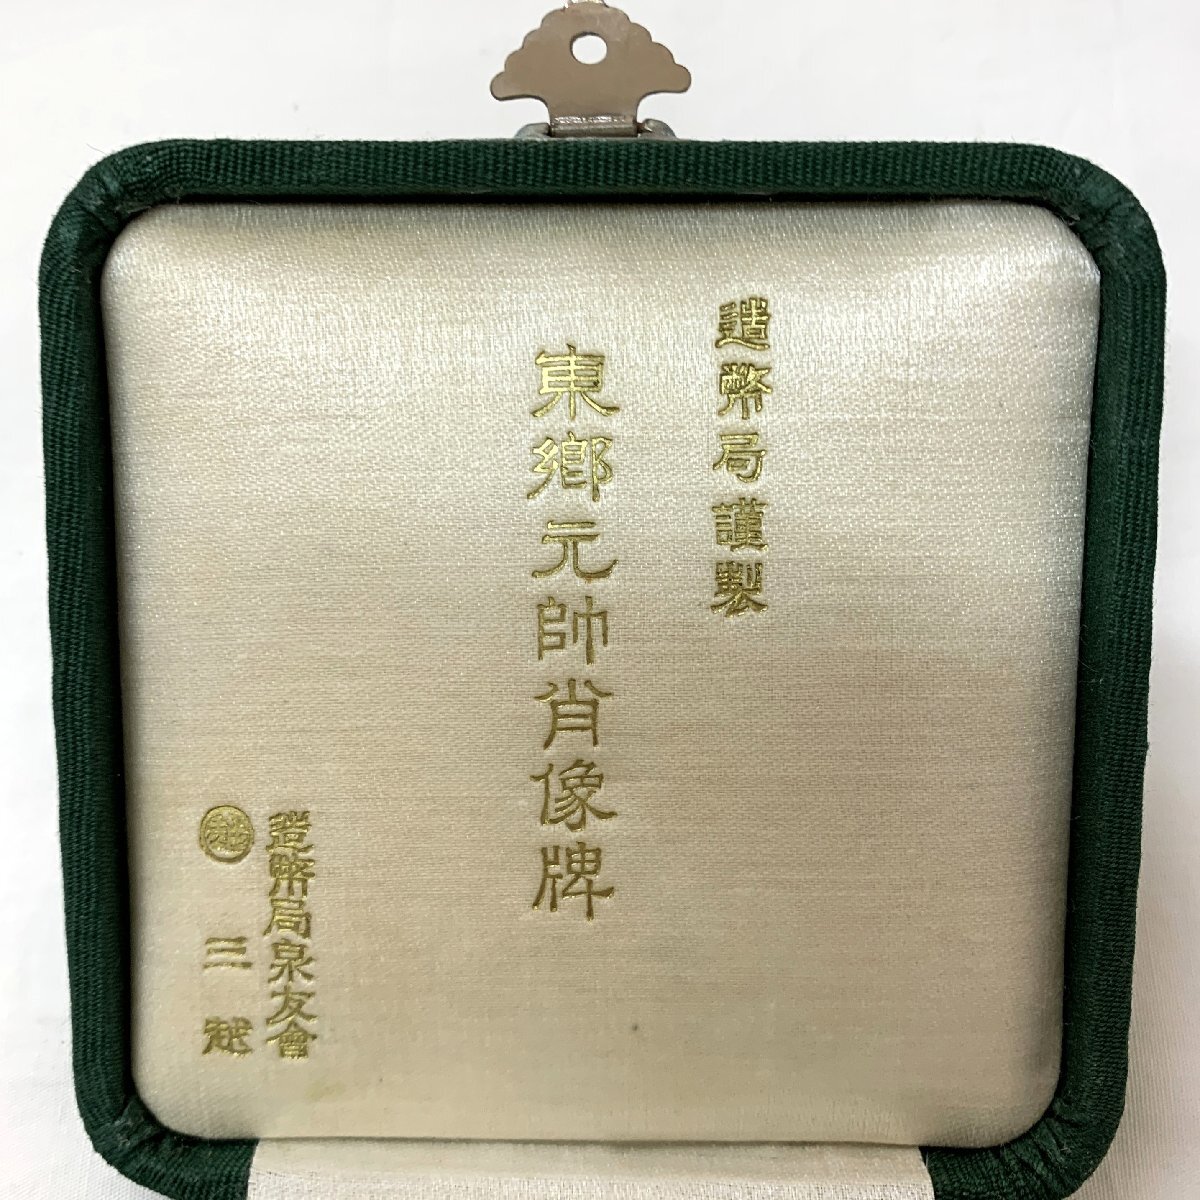 造幣局謹製
東郷元帥肖像牌
造幣局泉友會
越 三越